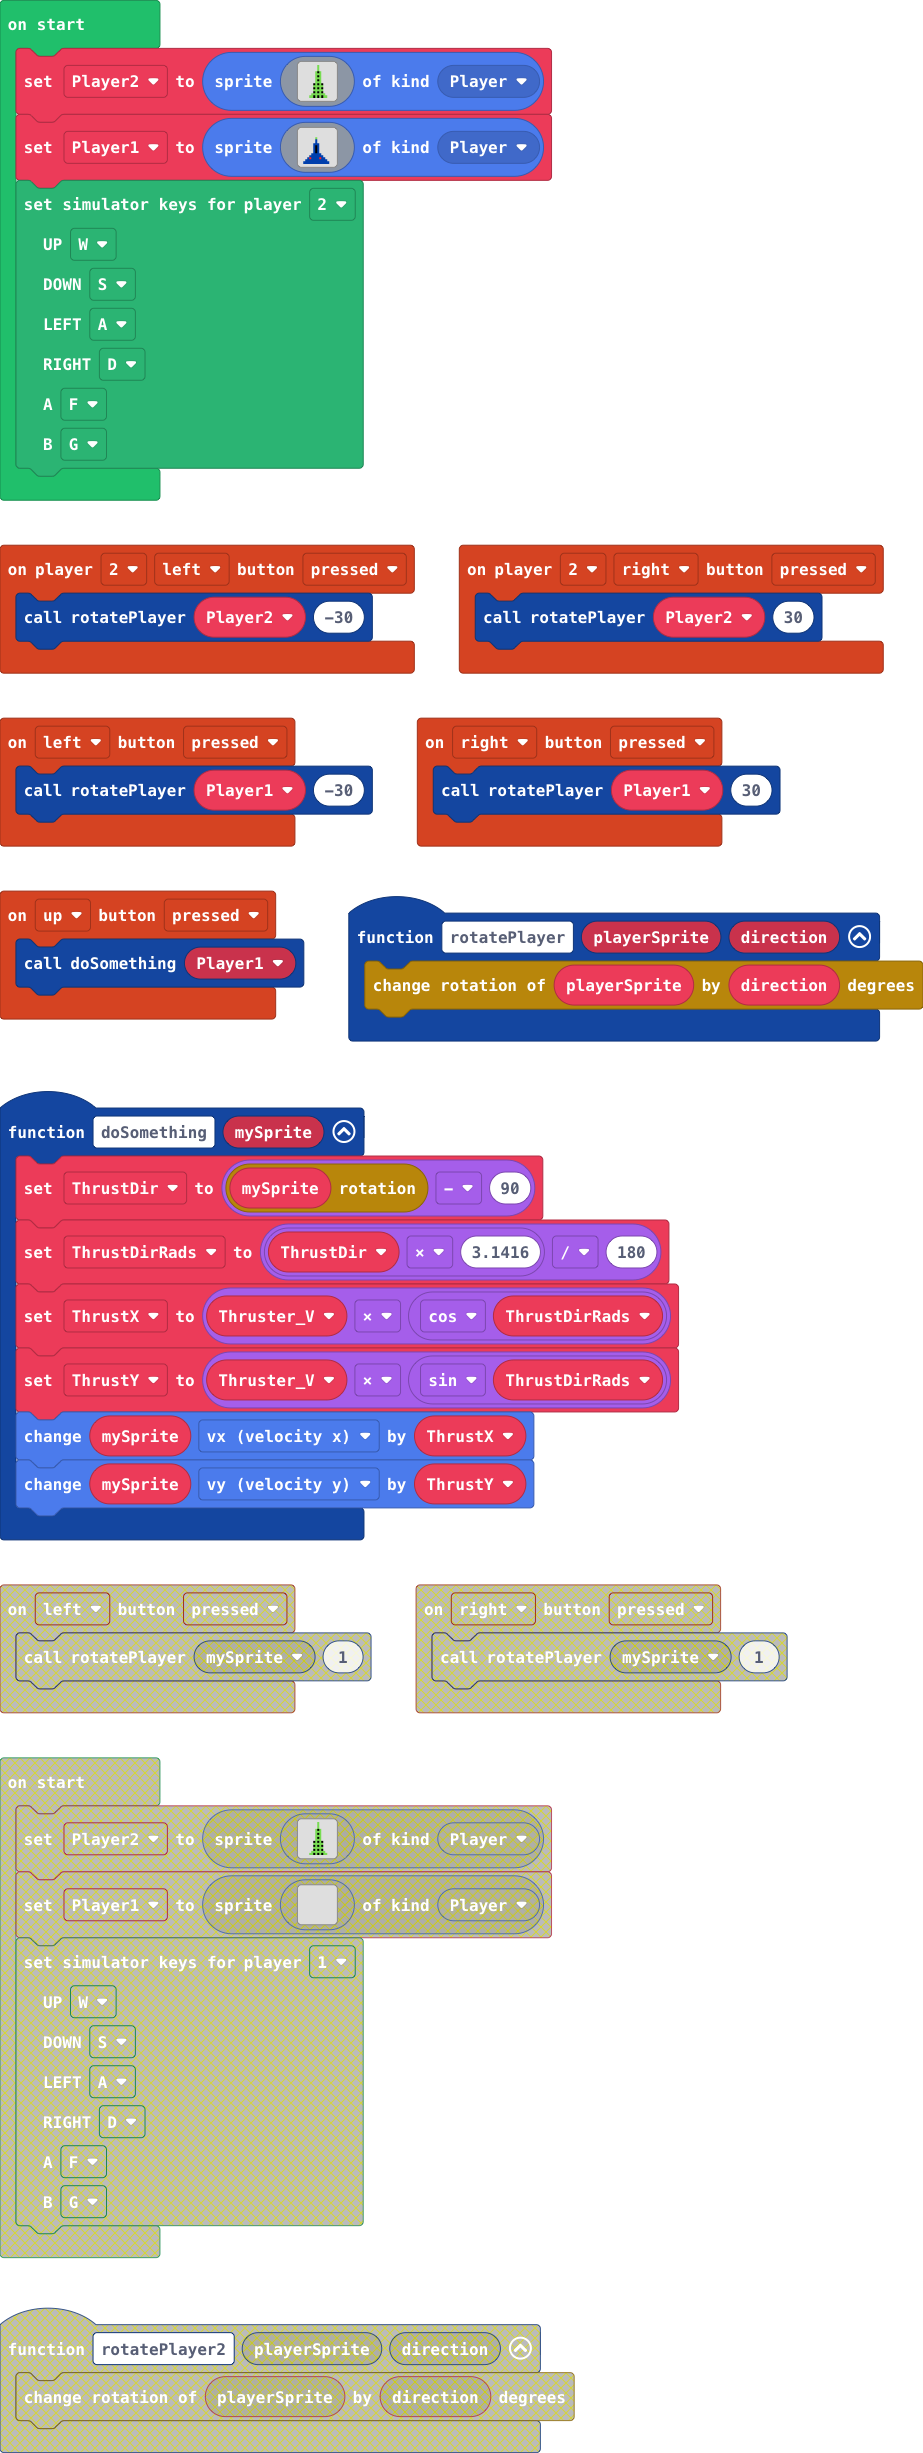 on start
set Player2 to sprite of kind Player
set Player1 to sprite of kind Player
set simulator keys for player 2
UP W
DOWN S
LEFT A
RIGHT D
A F
B G
on player 2 left button pressed
call rotatePlayer Player2 −30
on player 2 right button pressed
call rotatePlayer Player2 30
on left button pressed
call rotatePlayer Player1 −30
on right button pressed
call rotatePlayer Player1 30
on up button pressed
call doSomething Player1
function rotatePlayer playerSprite direction
change rotation of playerSprite by direction degrees
function doSomething mySprite
set ThrustDir to mySprite rotation − 90
set ThrustDirRads to ThrustDir × 3.1416 / 180
set ThrustX to Thruster_V × cos ThrustDirRads
set ThrustY to Thruster_V × sin ThrustDirRads
change mySprite vx (velocity x) by ThrustX
change mySprite vy (velocity y) by ThrustY
on left button pressed
call rotatePlayer mySprite 1
on right button pressed
call rotatePlayer mySprite 1
on start
set Player2 to sprite of kind Player
set Player1 to sprite of kind Player
set simulator keys for player 1
UP W
DOWN S
LEFT A
RIGHT D
A F
B G
function rotatePlayer2 playerSprite direction
change rotation of playerSprite by direction degrees